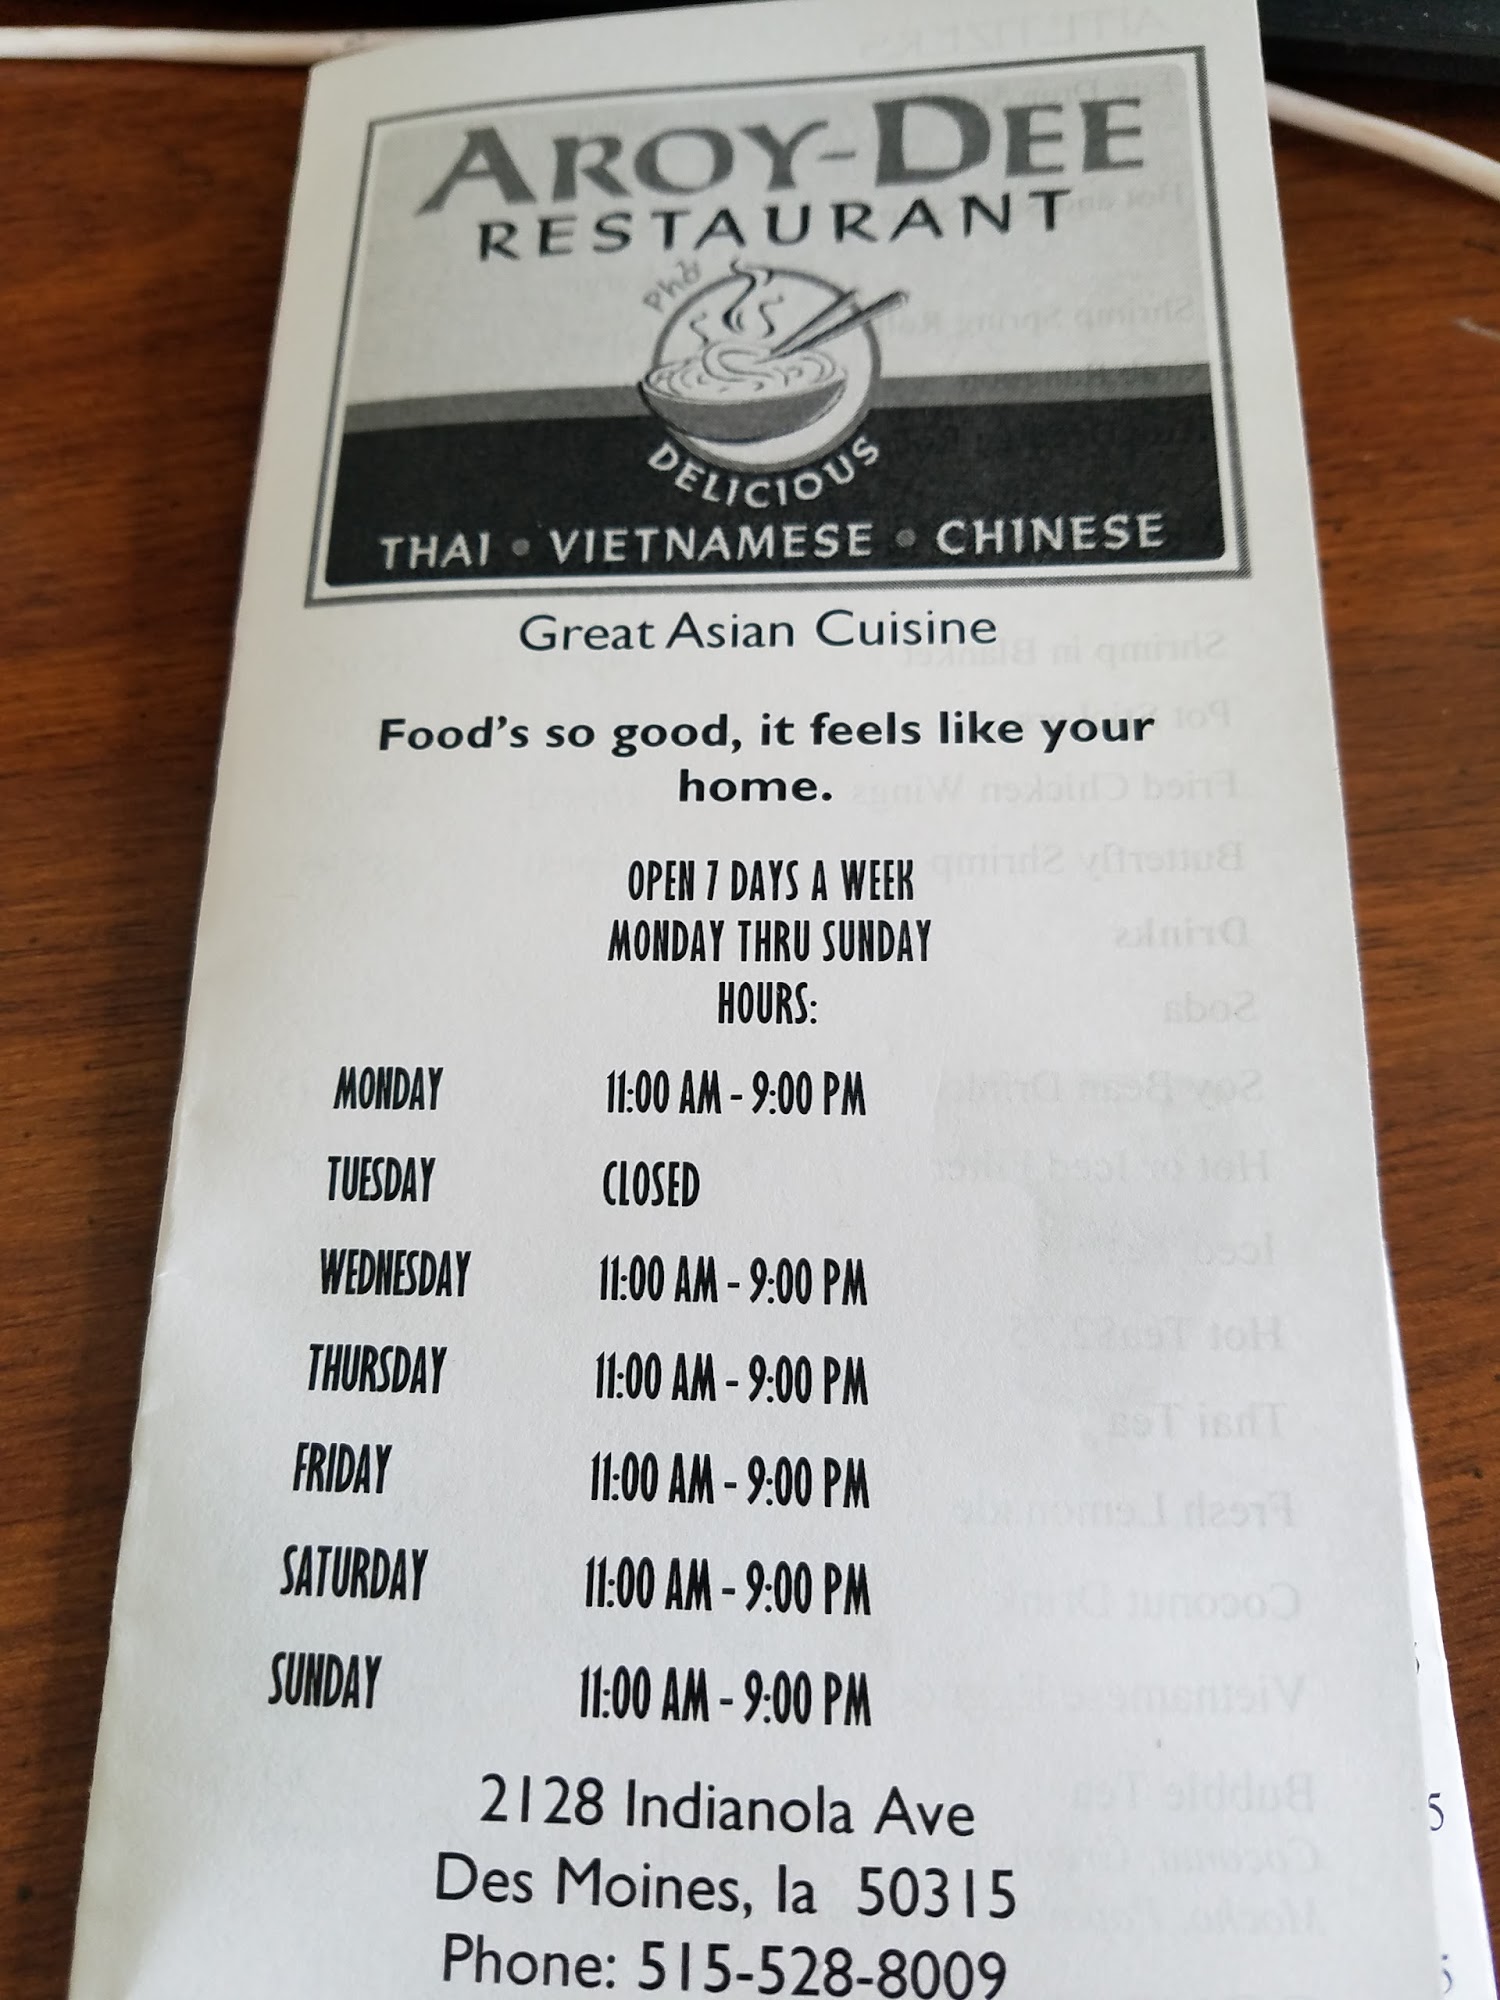 AROY-DEE
RESTAURANT
Phở
DELICIOUS
THAI • VIETNAMESE • CHINESE
Great Asian Cuisine
Food's so good, it feels like your
home.
OPEN 7 DAYS A WEEK
MONDAY THRU SUNDAY
HOURS:
MONDAY 11:00 AM - 9:00 PM
TUESDAY CLOSED
WEDNESDAY 11:00 AM - 9:00 PM
THURSDAY 11:00 AM - 9:00 PM
FRIDAY 11:00 AM - 9:00 PM
SATURDAY 11:00 AM - 9:00 PM
SUNDAY 11:00 AM - 9:00 PM
2128 Indianola Ave
Des Moines, Ia 50315
Phone: 515-528-8009
5
5